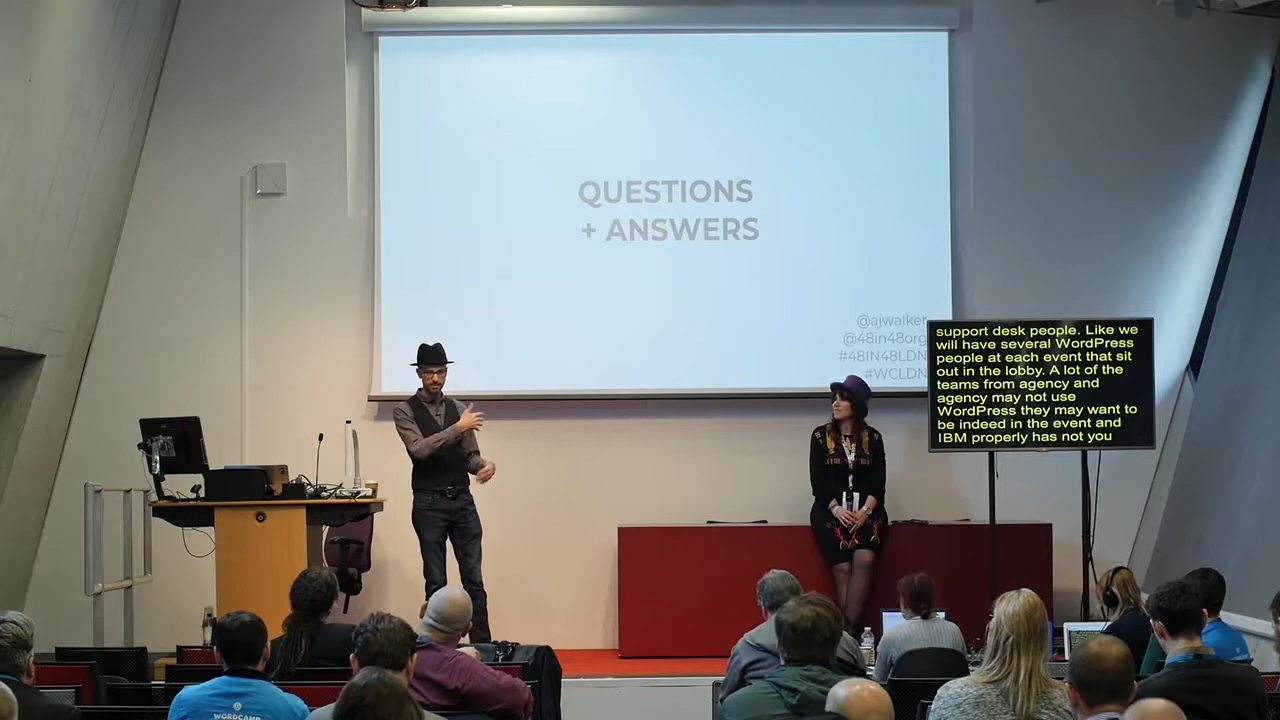 QUESTIONS
+ ANSWERS
@ajwalker
@48in48org
#48IN48LDN
#WCLDN
support desk people. Like we
will have several WordPress
people at each event that sit
out in the lobby. A lot of the
teams from agency and
agency may not use
WordPress they may want to
be indeed in the event and
IBM properly has not you
WORDCAMP